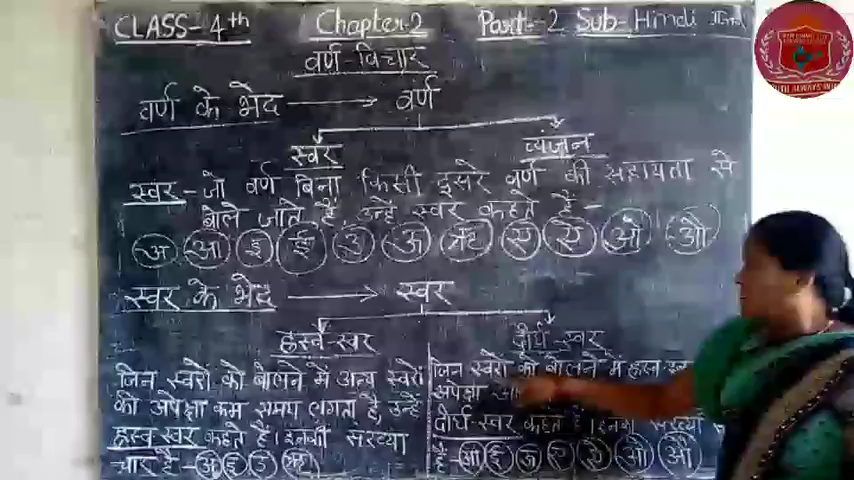 CLASS-4th Chapter-2 Part-2 Sub-Hindi
वर्ण-विचार
वर्ण के भेद → वर्ण
स्वर व्यंजन
स्वर-जो वर्ण बिना किसी दुसरे वर्ण की सहायता से
बोले जाते हैं, उन्हें स्वर कहते है-
अ आ इ ई उ ऊ ऋ ए ऐ ओ औ
स्वर के भेद → स्वर
ह्रस्व-स्वर दीर्घ-स्वर
जिन स्वरों को बोलने में अन्य स्वरों
की अपेक्षा कम समय लगता है, उन्हें
ह्रस्व स्वर कहते है। इनकी संख्या
चार है-अ इ उ ऋ
जिन स्वरों को बोलने में ह्रस्व
अपेक्षा
दीर्घ-स्वर कहते है। इनकी संख्या
है-आ ई ऊ ए ऐ ओ औ